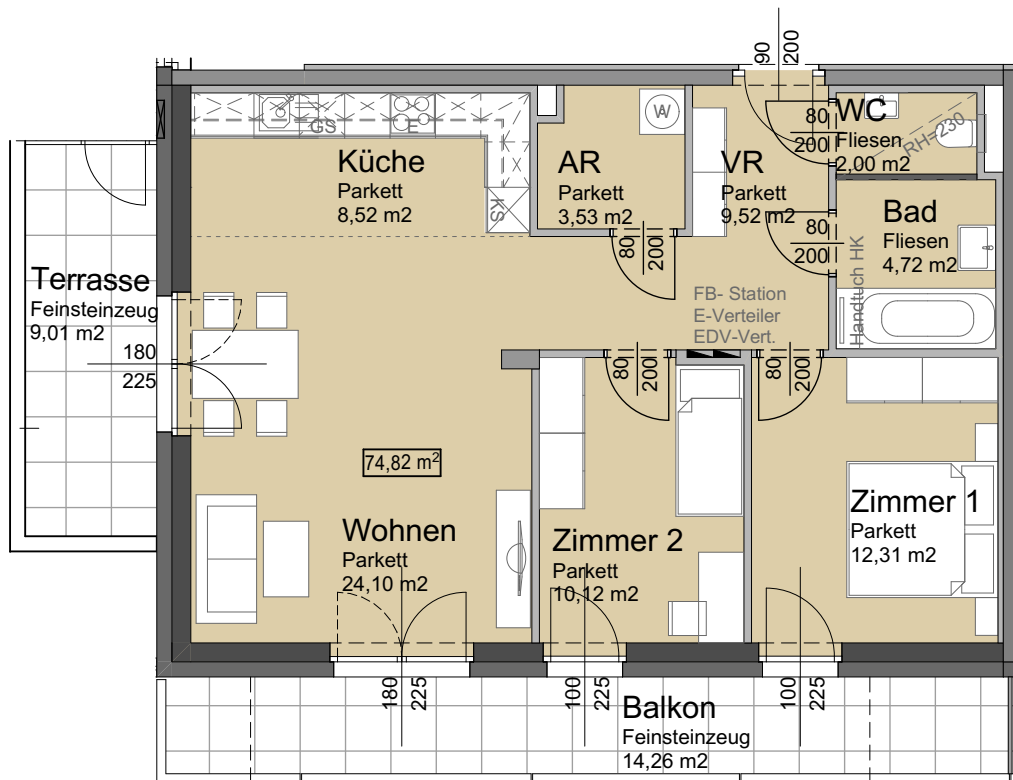 90
200
GS
E
KS
Küche
Parkett
8,52 m2
AR
Parkett
3,53 m2
W
VR
Parkett
9,52 m2
80
200
WC
Fliesen
2,00 m2
RH=230
80
200
Bad
Fliesen
4,72 m2
Handtuch HK
80
200
Terrasse
Feinsteinzeug
9,01 m2
180
225
FB- Station
E-Verteiler
EDV-Vert.
80
200
80
200
74,82 m²
Wohnen
Parkett
24,10 m2
Zimmer 2
Parkett
10,12 m2
Zimmer 1
Parkett
12,31 m2
180
225
100
225
100
225
Balkon
Feinsteinzeug
14,26 m2